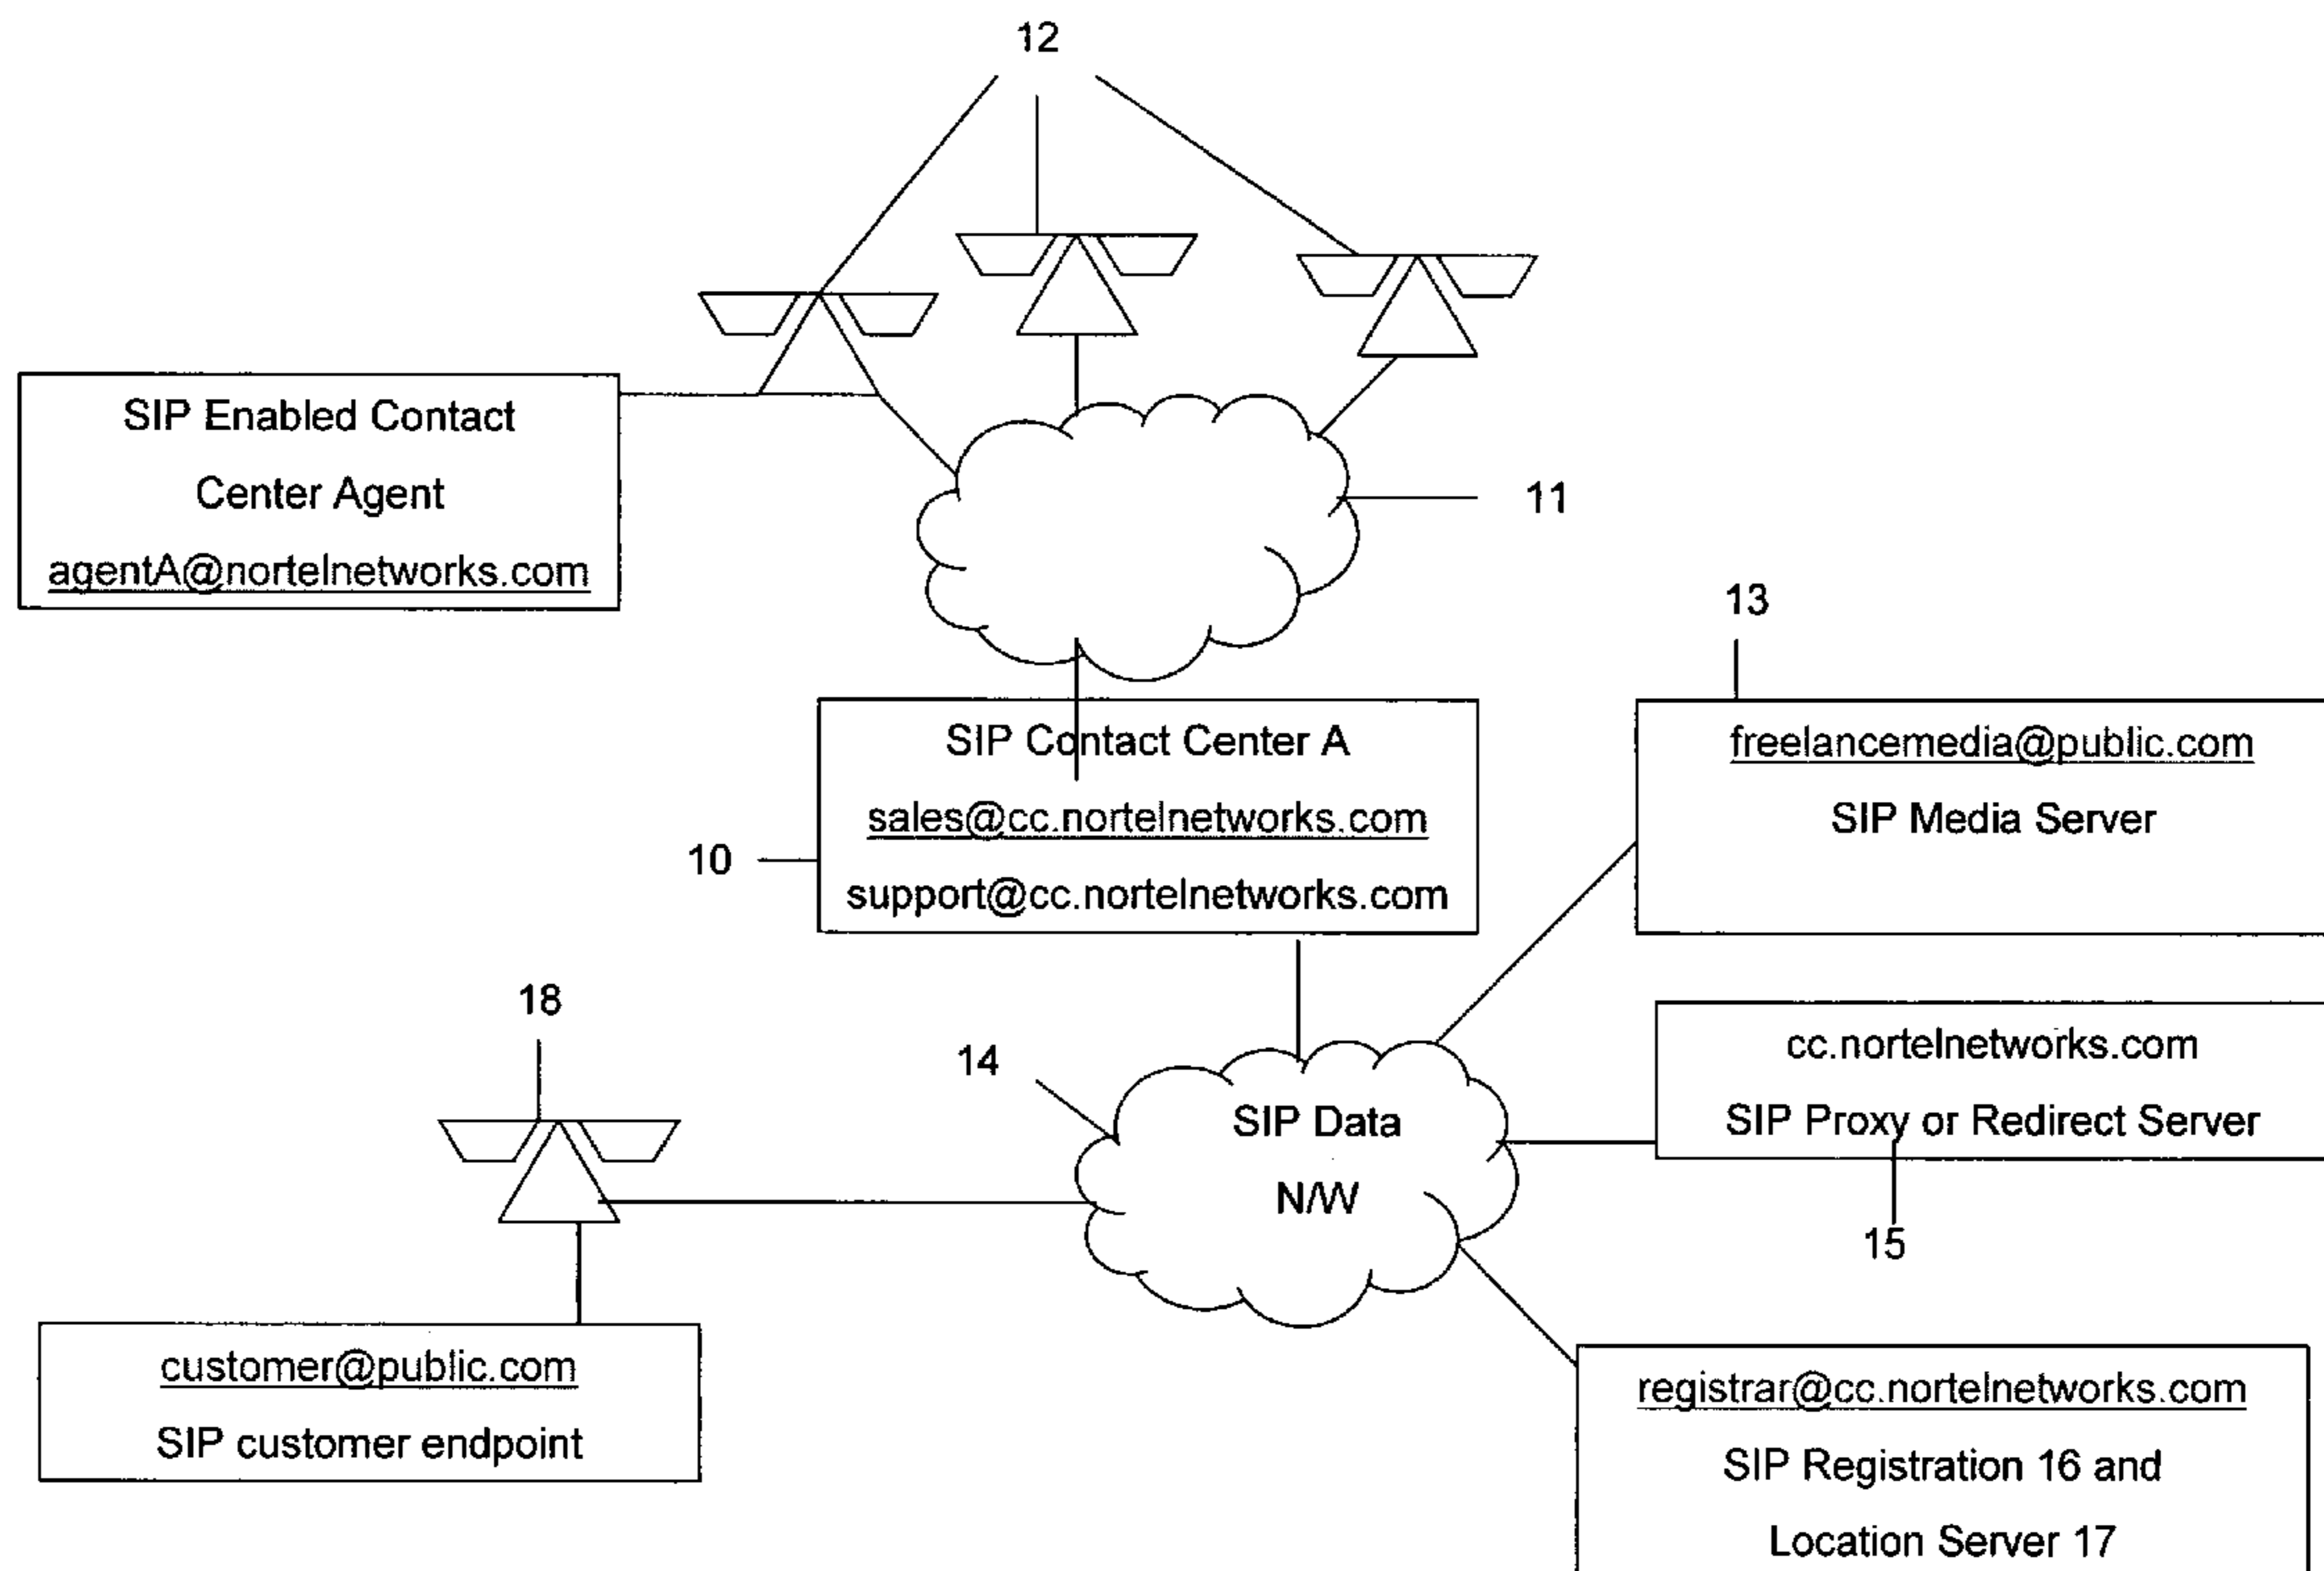 12
SIP Enabled Contact
Center Agent
agentA@nortelnetworks.com
11
13
SIP Contact Center A
sales@cc.nortelnetworks.com
support@cc.nortelnetworks.com
10
freelancemedia@public.com
SIP Media Server
18
14
SIP Data
N/W
cc.nortelnetworks.com
SIP Proxy or Redirect Server
15
customer@public.com
SIP customer endpoint
registrar@cc.nortelnetworks.com
SIP Registration 16 and
Location Server 17